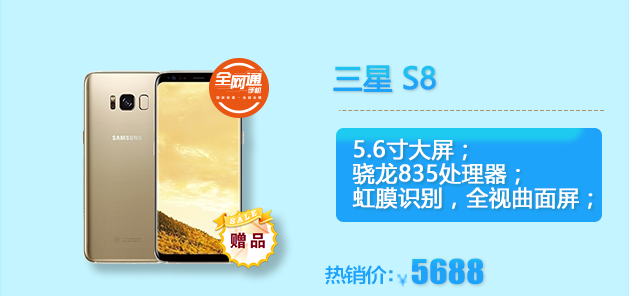 全网通
手机
三星 S8
SAMSUNG
5.6寸大屏；
骁龙835处理器；
虹膜识别，全视曲面屏；
SALE
赠品
热销价:￥5688